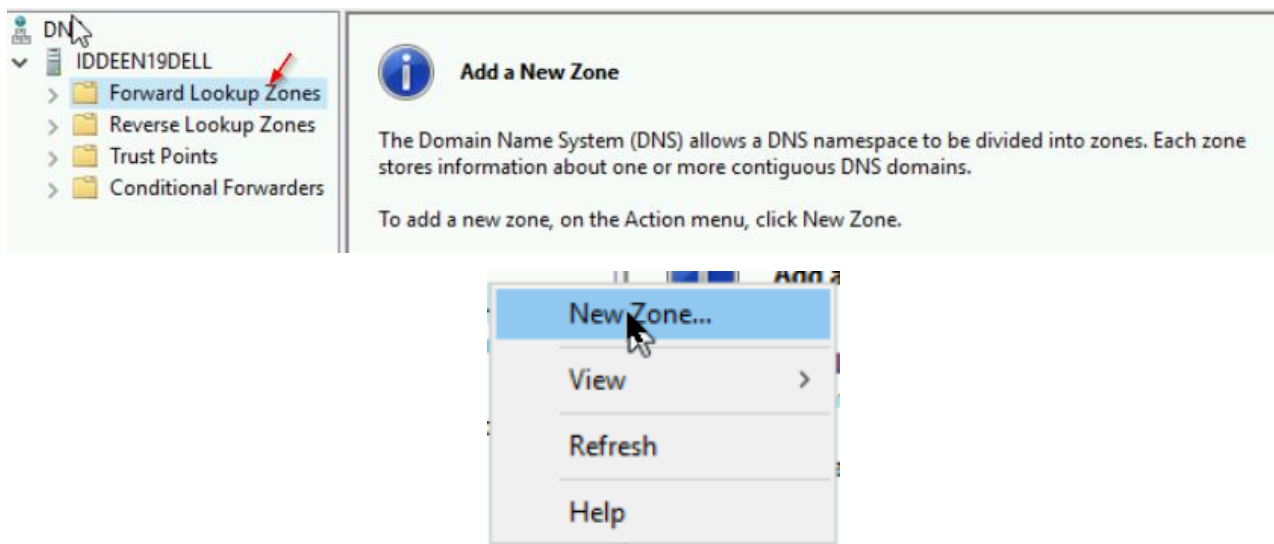 DN
IDDEEN19DELL
Forward Lookup Zones
Reverse Lookup Zones
Trust Points
Conditional Forwarders
Add a New Zone
The Domain Name System (DNS) allows a DNS namespace to be divided into zones. Each zone
stores information about one or more contiguous DNS domains.
To add a new zone, on the Action menu, click New Zone.
New Zone...
View
Refresh
Help